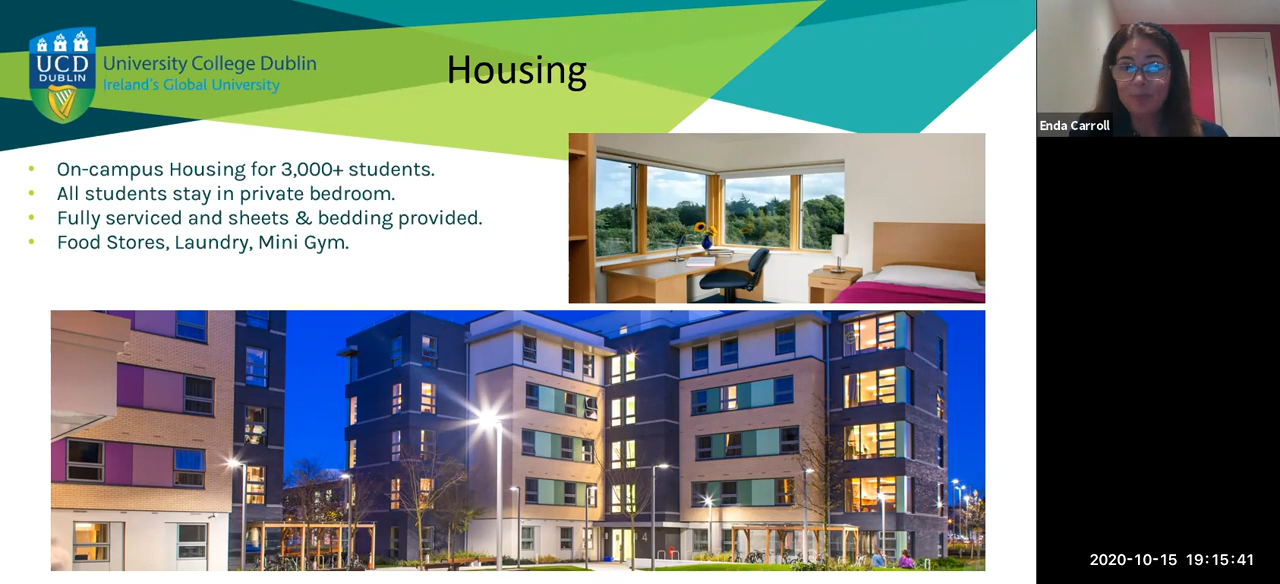 UCD
DUBLIN
University College Dublin
Ireland's Global University
Housing
• On-campus Housing for 3,000+ students.
• All students stay in private bedroom.
• Fully serviced and sheets & bedding provided.
• Food Stores, Laundry, Mini Gym.
4
Enda Carroll
2020-10-15 19:15:41